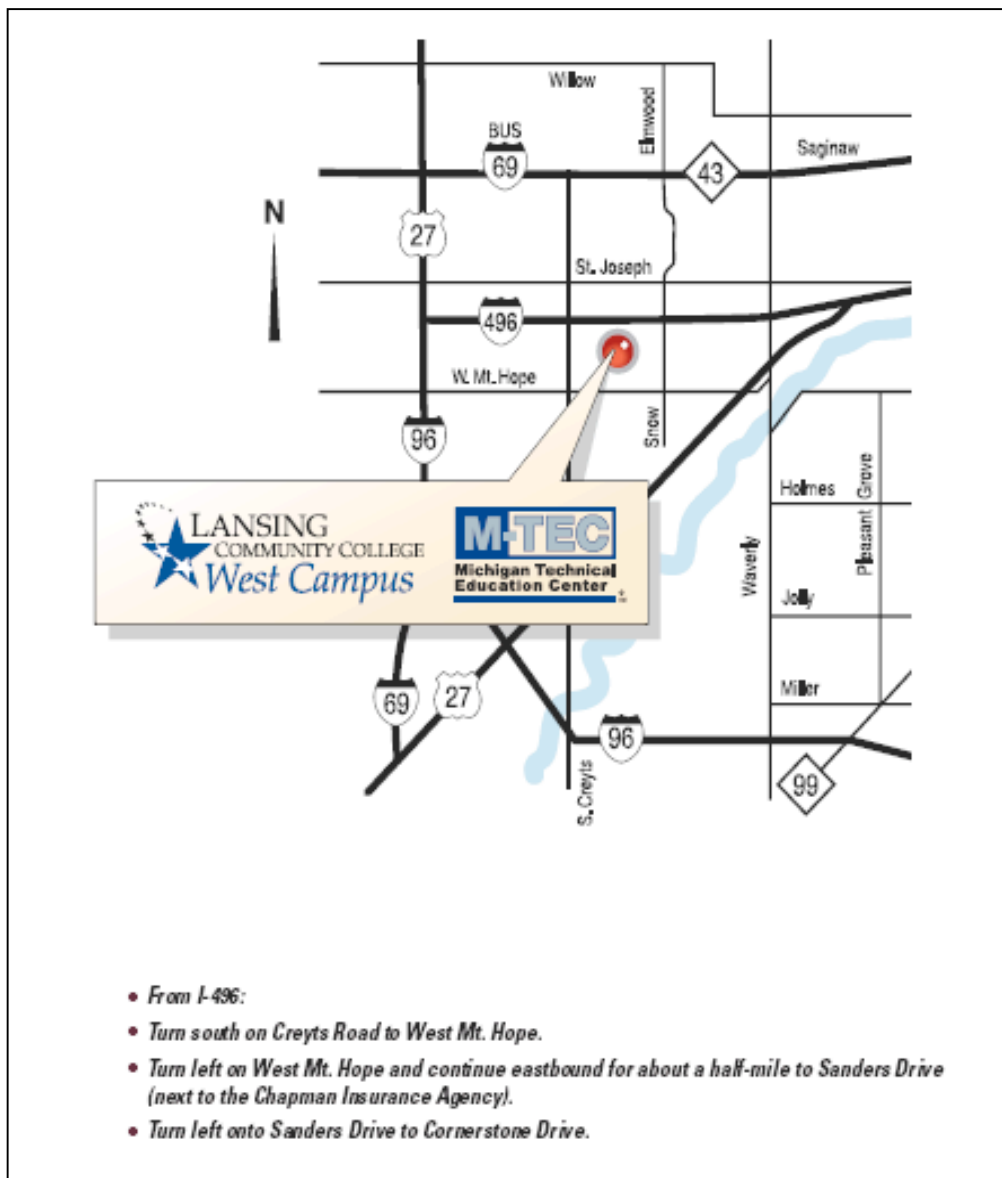 Willow
Elmwood
BUS
69
43
Saginaw
N
27
St. Joseph
496
W. Mt. Hope
Snow
96
Holmes
Pleasant Grove
LANSING
COMMUNITY COLLEGE
West Campus
M-TEC
Michigan Technical
Education Center
Waverly
Jolly
Miller
69
27
96
S. Creyts
99
• From I-496:
• Turn south on Creyts Road to West Mt. Hope.
• Turn left on West Mt. Hope and continue eastbound for about a half-mile to Sanders Drive
(next to the Chapman Insurance Agency).
• Turn left onto Sanders Drive to Cornerstone Drive.